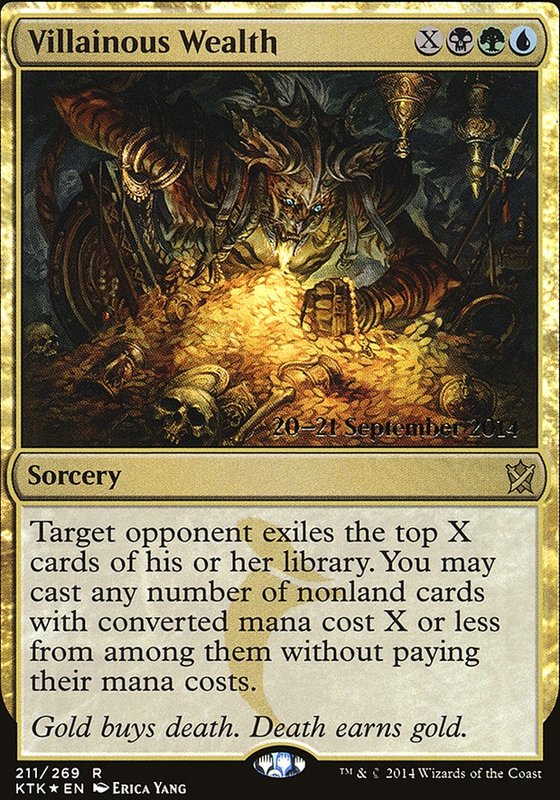 Villainous Wealth X
20–21 September 2014
Sorcery
Target opponent exiles the top X
cards of his or her library. You may
cast any number of nonland cards
with converted mana cost X or less
from among them without paying
their mana costs.
Gold buys death. Death earns gold.
211/269 R
KTK★EN Erica Yang
™ & © 2014 Wizards of the Coast